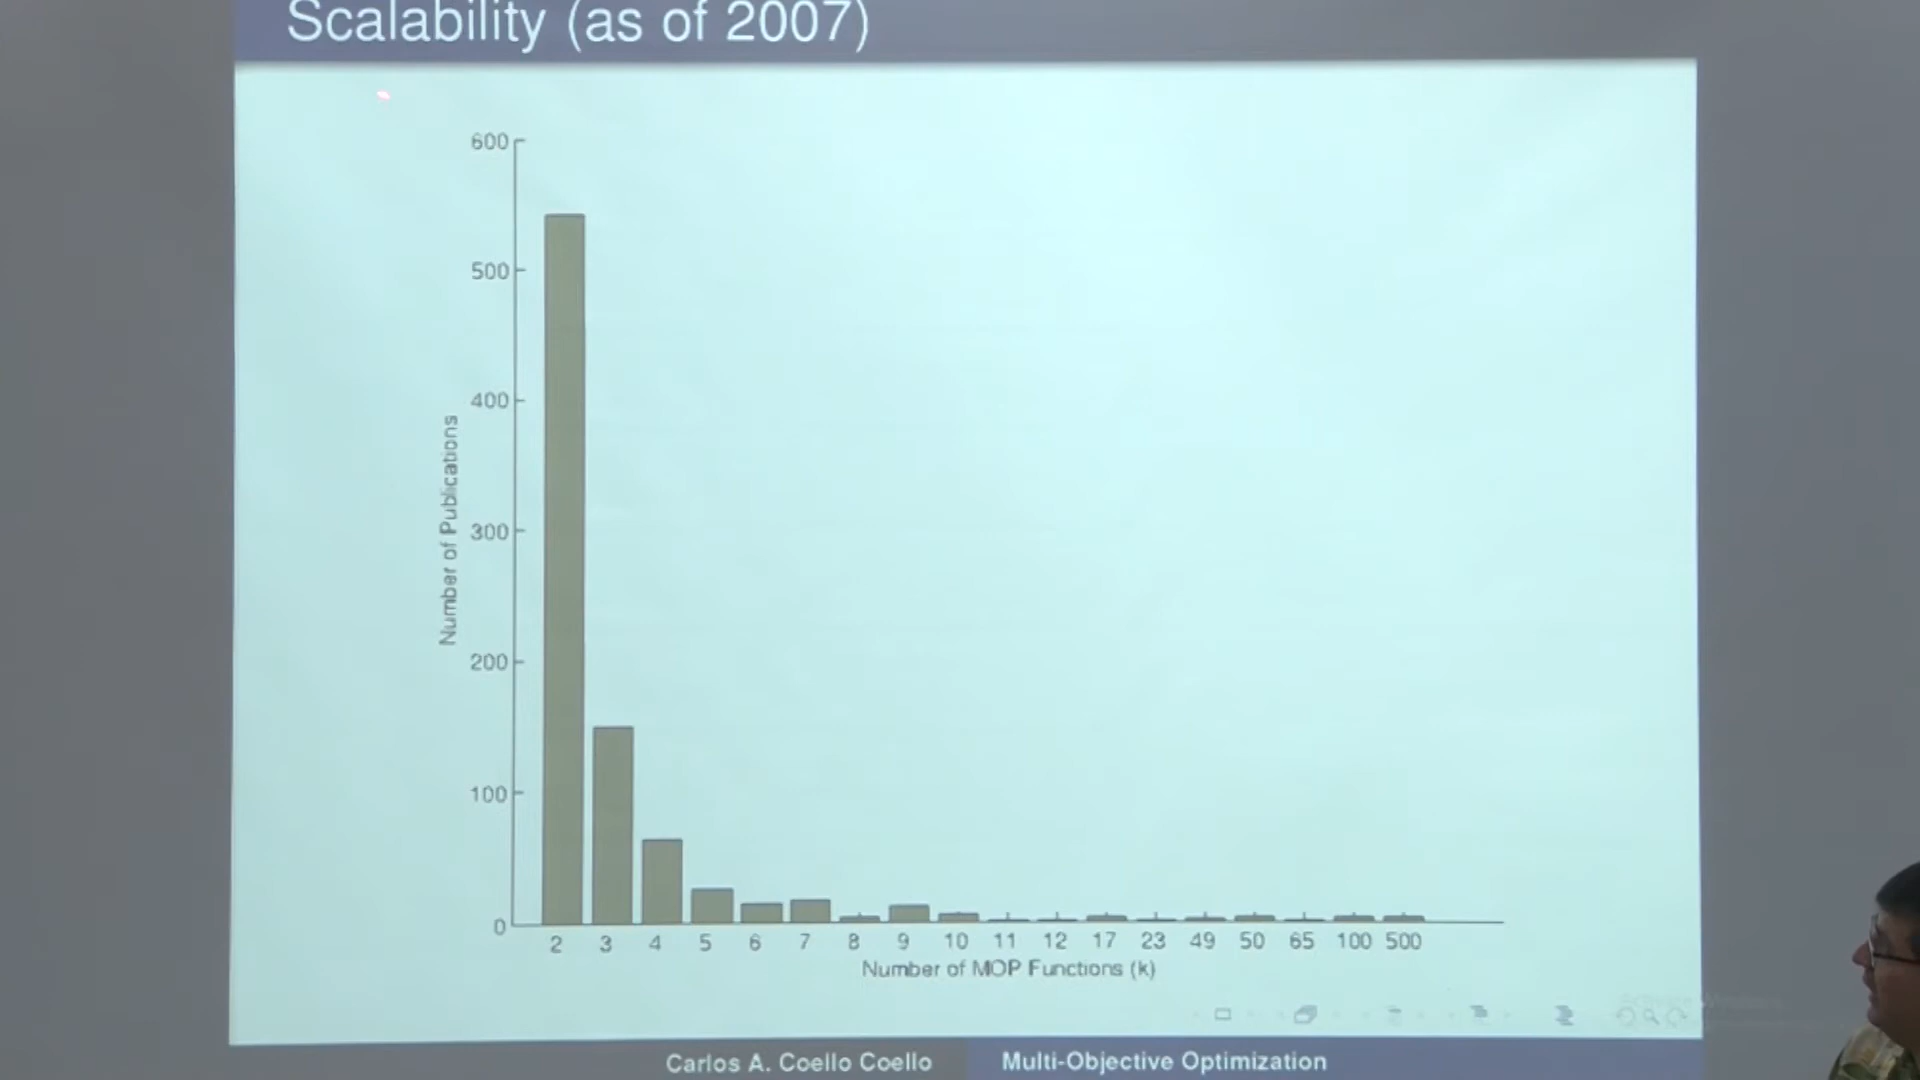 Scalability (as of 2007)
600
500
400
300
200
100
0
Number of Publications
2 3 4 5 6 7 8 9 10 11 12 17 23 49 50 65 100 500
Number of MOP Functions (k)
Carlos A. Coello Coello Multi-Objective Optimization